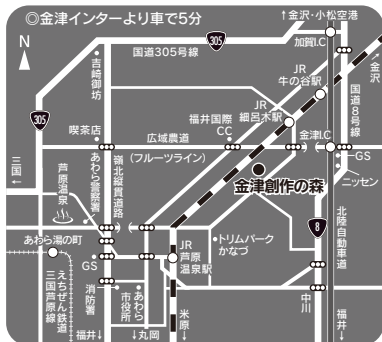 ◎金津インターより車で5分
↑金沢・小松空港
N
305
国道305号線
加賀I.C
JR
牛の谷駅
↗金沢
吉崎御坊
国道8号線
JR
細呂木駅
305
喫茶店
福井国際
CC
広域農道
金津I.C
(フルーツライン)
三国
←
芦原温泉
あわら警察署
嶺北縦貫道路
GS
ニッセン
金津創作の森
8
北陸自動車道
あわら湯の町
トリムパーク
かなづ
JR
芦原
温泉駅
GS
えちぜん鉄道
三国芦原線
消防署
あわら
市役所
中川
福井↓
↓丸岡
米原↓
福井↓